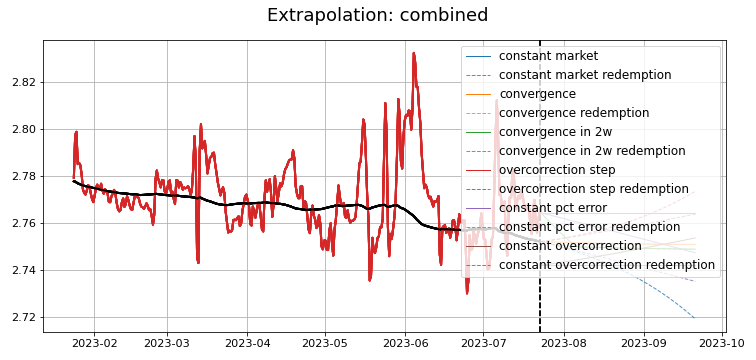 Extrapolation: combined
2.82
2.80
2.78
2.76
2.74
2.72
constant market
constant market redemption
convergence
convergence redemption
convergence in 2w
convergence in 2w redemption
overcorrection step
overcorrection step redemption
constant pct error
constant pct error redemption
constant overcorrection
constant overcorrection redemption
2023-02 2023-03 2023-04 2023-05 2023-06 2023-07 2023-08 2023-09 2023-10